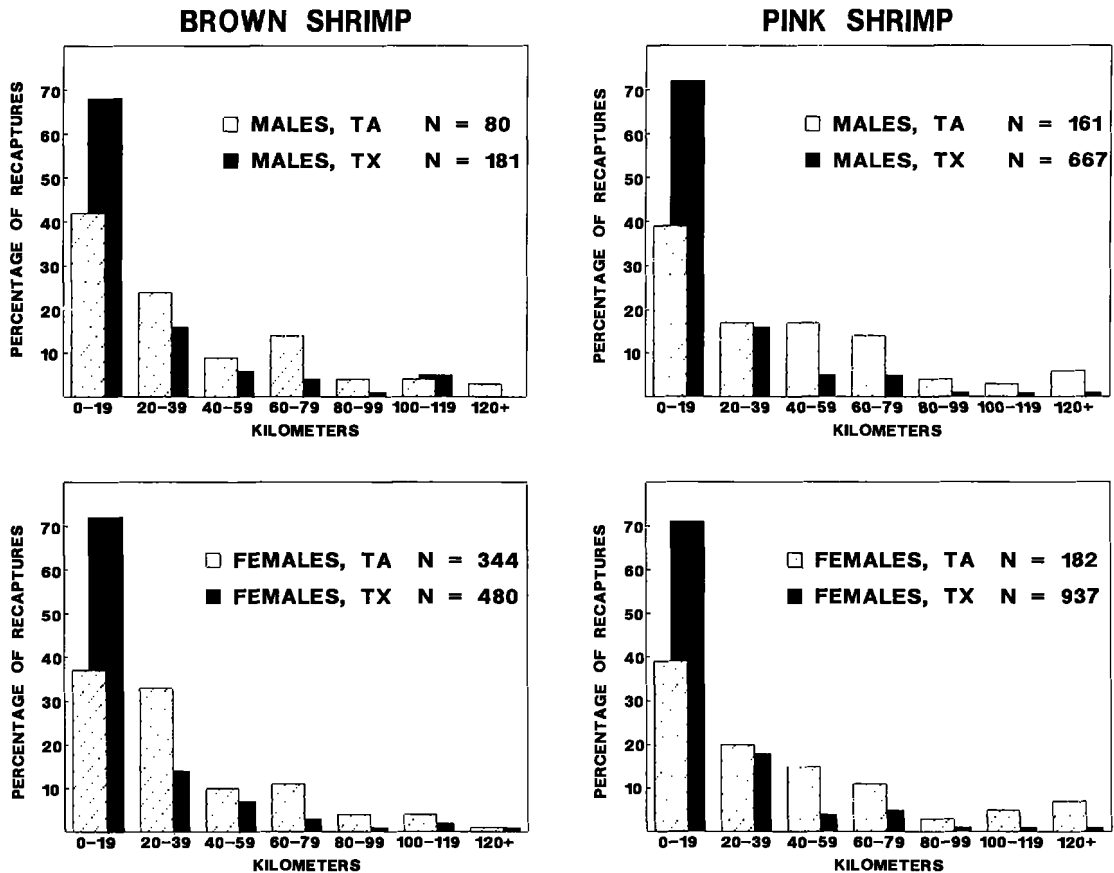 BROWN SHRIMP
PERCENTAGE OF RECAPTURES
70
60
50
40
30
20
10
MALES, TA N = 80
MALES, TX N = 181
0–19 20–39 40–59 60–79 80–99 100–119 120+
KILOMETERS
PINK SHRIMP
PERCENTAGE OF RECAPTURES
70
60
50
40
30
20
10
MALES, TA N = 161
MALES, TX N = 667
0–19 20–39 40–59 60–79 80–99 100–119 120+
KILOMETERS
PERCENTAGE OF RECAPTURES
70
60
50
40
30
20
10
FEMALES, TA N = 344
FEMALES, TX N = 480
0–19 20–39 40–59 60–79 80–99 100–119 120+
KILOMETERS
PERCENTAGE OF RECAPTURES
70
60
50
40
30
20
10
FEMALES, TA N = 182
FEMALES, TX N = 937
0–19 20–39 40–59 60–79 80–99 100–119 120+
KILOMETERS